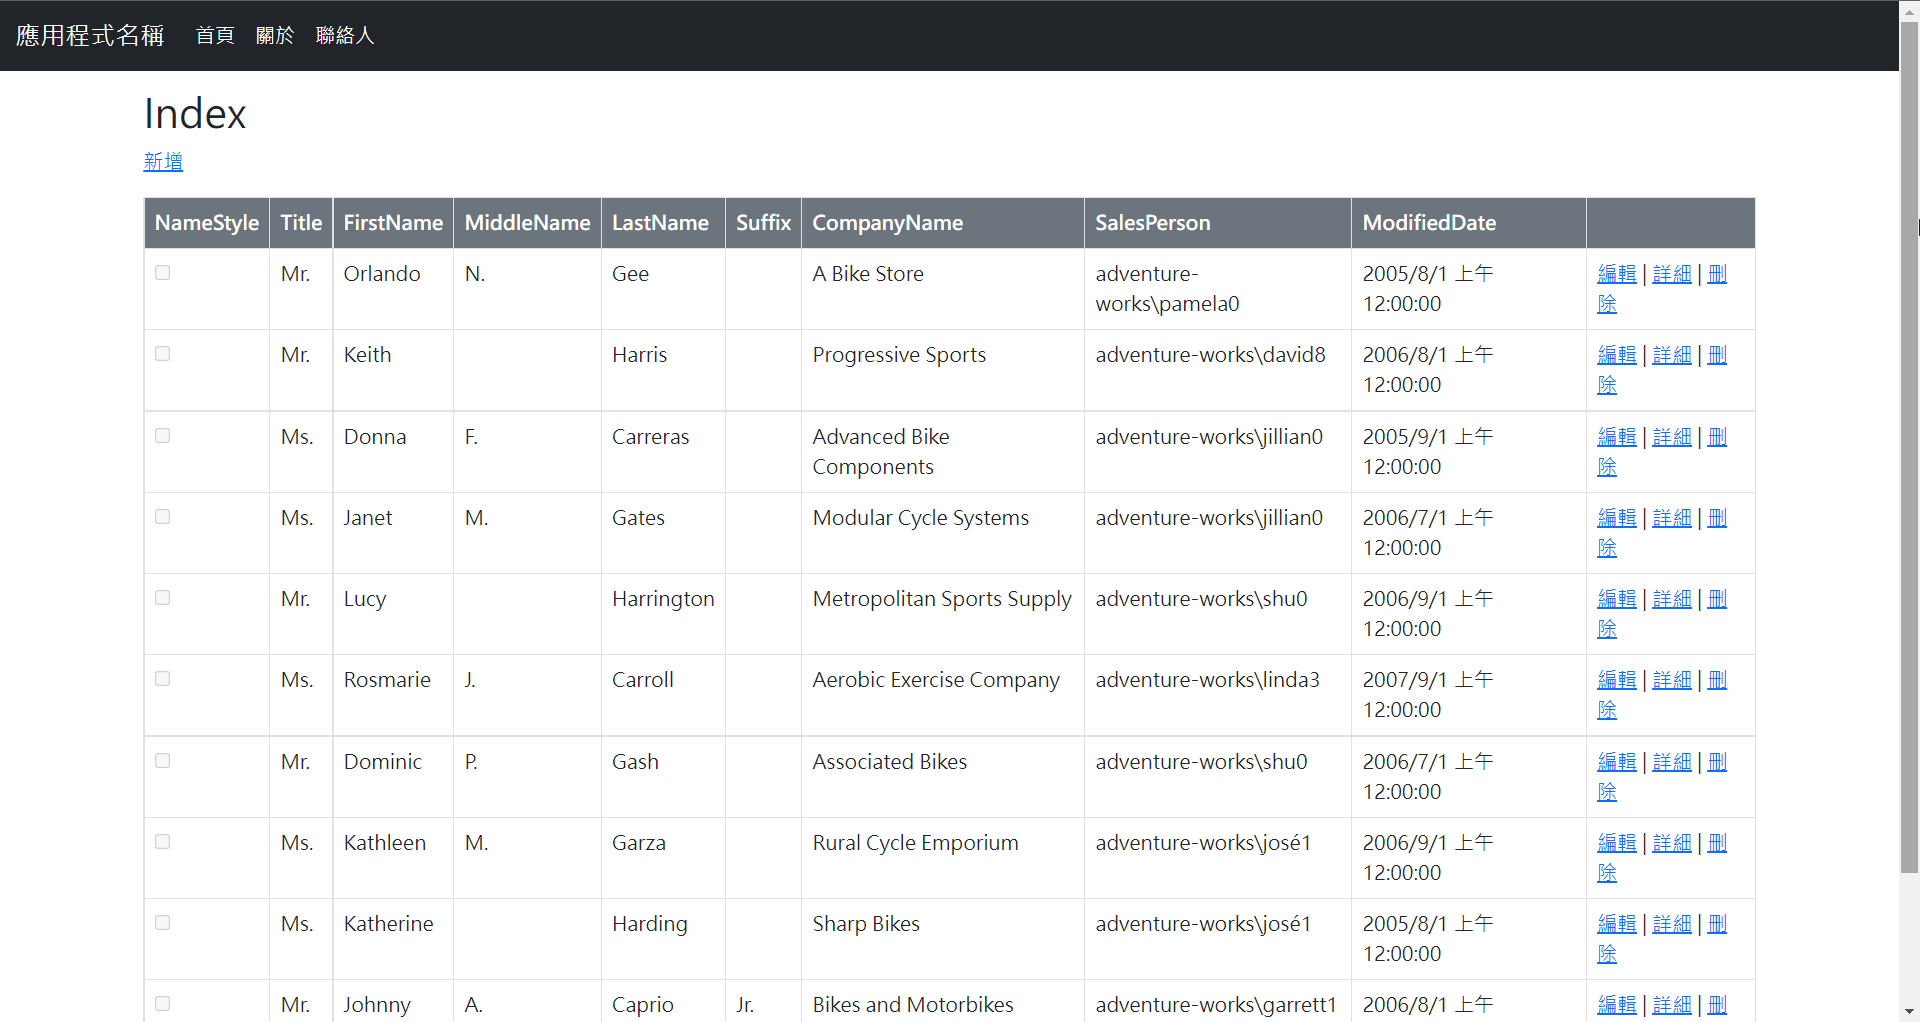 應用程式名稱 首頁 關於 聯絡人
Index
新增
NameStyle Title FirstName MiddleName LastName Suffix CompanyName SalesPerson ModifiedDate
Mr. Orlando N. Gee A Bike Store adventure- 2005/8/1 上午 編輯 | 詳細 | 刪
works\pamela0 12:00:00 除
Mr. Keith Harris Progressive Sports adventure-works\david8 2006/8/1 上午 編輯 | 詳細 | 刪
12:00:00 除
Ms. Donna F. Carreras Advanced Bike adventure-works\jillian0 2005/9/1 上午 編輯 | 詳細 | 刪
Components 12:00:00 除
Ms. Janet M. Gates Modular Cycle Systems adventure-works\jillian0 2006/7/1 上午 編輯 | 詳細 | 刪
12:00:00 除
Mr. Lucy Harrington Metropolitan Sports Supply adventure-works\shu0 2006/9/1 上午 編輯 | 詳細 | 刪
12:00:00 除
Ms. Rosmarie J. Carroll Aerobic Exercise Company adventure-works\linda3 2007/9/1 上午 編輯 | 詳細 | 刪
12:00:00 除
Mr. Dominic P. Gash Associated Bikes adventure-works\shu0 2006/7/1 上午 編輯 | 詳細 | 刪
12:00:00 除
Ms. Kathleen M. Garza Rural Cycle Emporium adventure-works\josé1 2006/9/1 上午 編輯 | 詳細 | 刪
12:00:00 除
Ms. Katherine Harding Sharp Bikes adventure-works\josé1 2005/8/1 上午 編輯 | 詳細 | 刪
12:00:00 除
Mr. Johnny A. Caprio Jr. Bikes and Motorbikes adventure-works\garrett1 2006/8/1 上午 編輯 | 詳細 | 刪